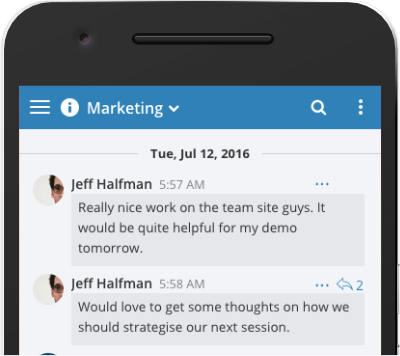 Marketing
Tue, Jul 12, 2016
Jeff Halfman 5:57 AM
Really nice work on the team site guys. It
would be quite helpful for my demo
tomorrow.
Jeff Halfman 5:58 AM 2
Would love to get some thoughts on how we
should strategise our next session.